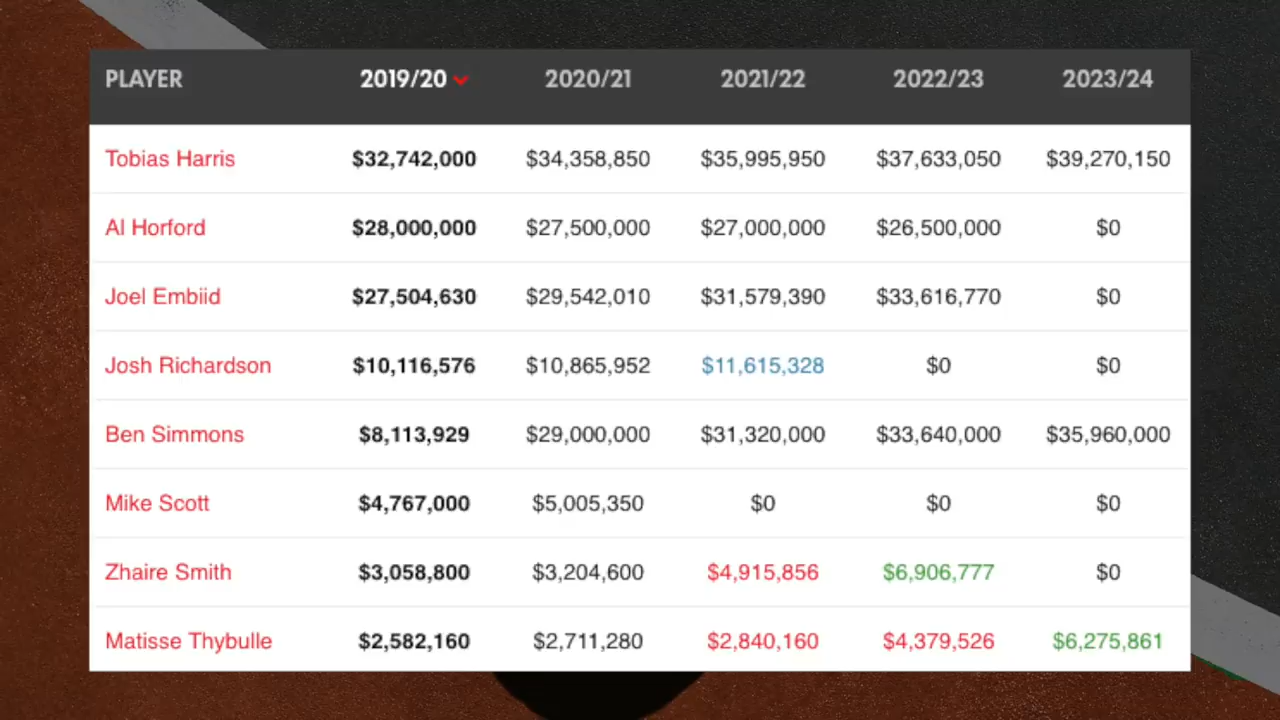 PLAYER 2019/20 2020/21 2021/22 2022/23 2023/24
Tobias Harris $32,742,000 $34,358,850 $35,995,950 $37,633,050 $39,270,150
Al Horford $28,000,000 $27,500,000 $27,000,000 $26,500,000 $0
Joel Embiid $27,504,630 $29,542,010 $31,579,390 $33,616,770 $0
Josh Richardson $10,116,576 $10,865,952 $11,615,328 $0 $0
Ben Simmons $8,113,929 $29,000,000 $31,320,000 $33,640,000 $35,960,000
Mike Scott $4,767,000 $5,005,350 $0 $0 $0
Zhaire Smith $3,058,800 $3,204,600 $4,915,856 $6,906,777 $0
Matisse Thybulle $2,582,160 $2,711,280 $2,840,160 $4,379,526 $6,275,861